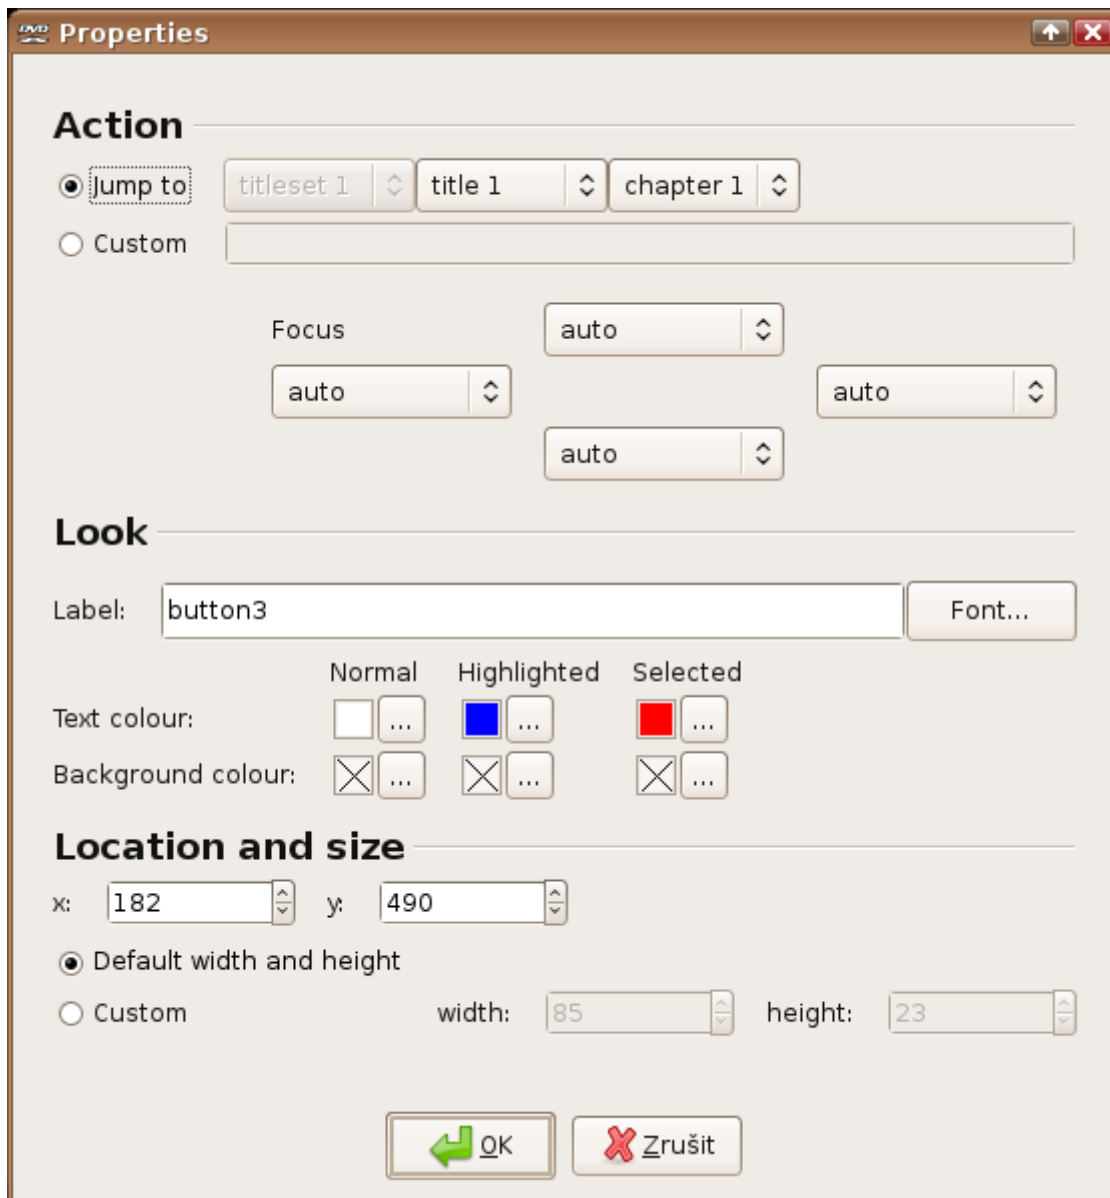 DVD Properties
Action
Jump to titleset 1 title 1 chapter 1
Custom
Focus auto
auto auto
auto
Look
Label: button3 Font...
Normal Highlighted Selected
Text colour: ... ... ...
Background colour: ... ... ...
Location and size
x: 182 y: 490
Default width and height
Custom width: 85 height: 23
OK Zrušit